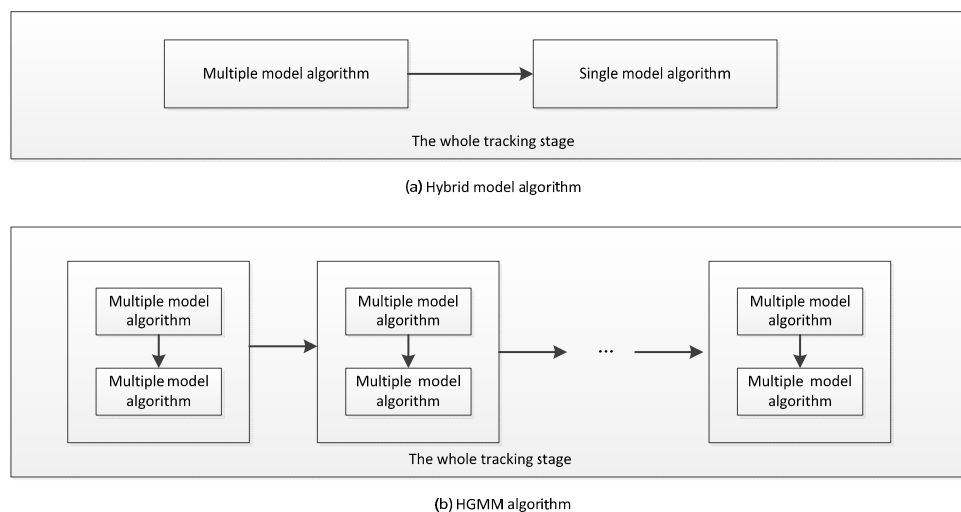 Multiple model algorithm
Single model algorithm
The whole tracking stage
(a) Hybrid model algorithm
Multiple model
algorithm
Multiple model
algorithm
Multiple model
algorithm
Multiple model
algorithm
...
Multiple model
algorithm
Multiple model
algorithm
The whole tracking stage
(b) HGMM algorithm